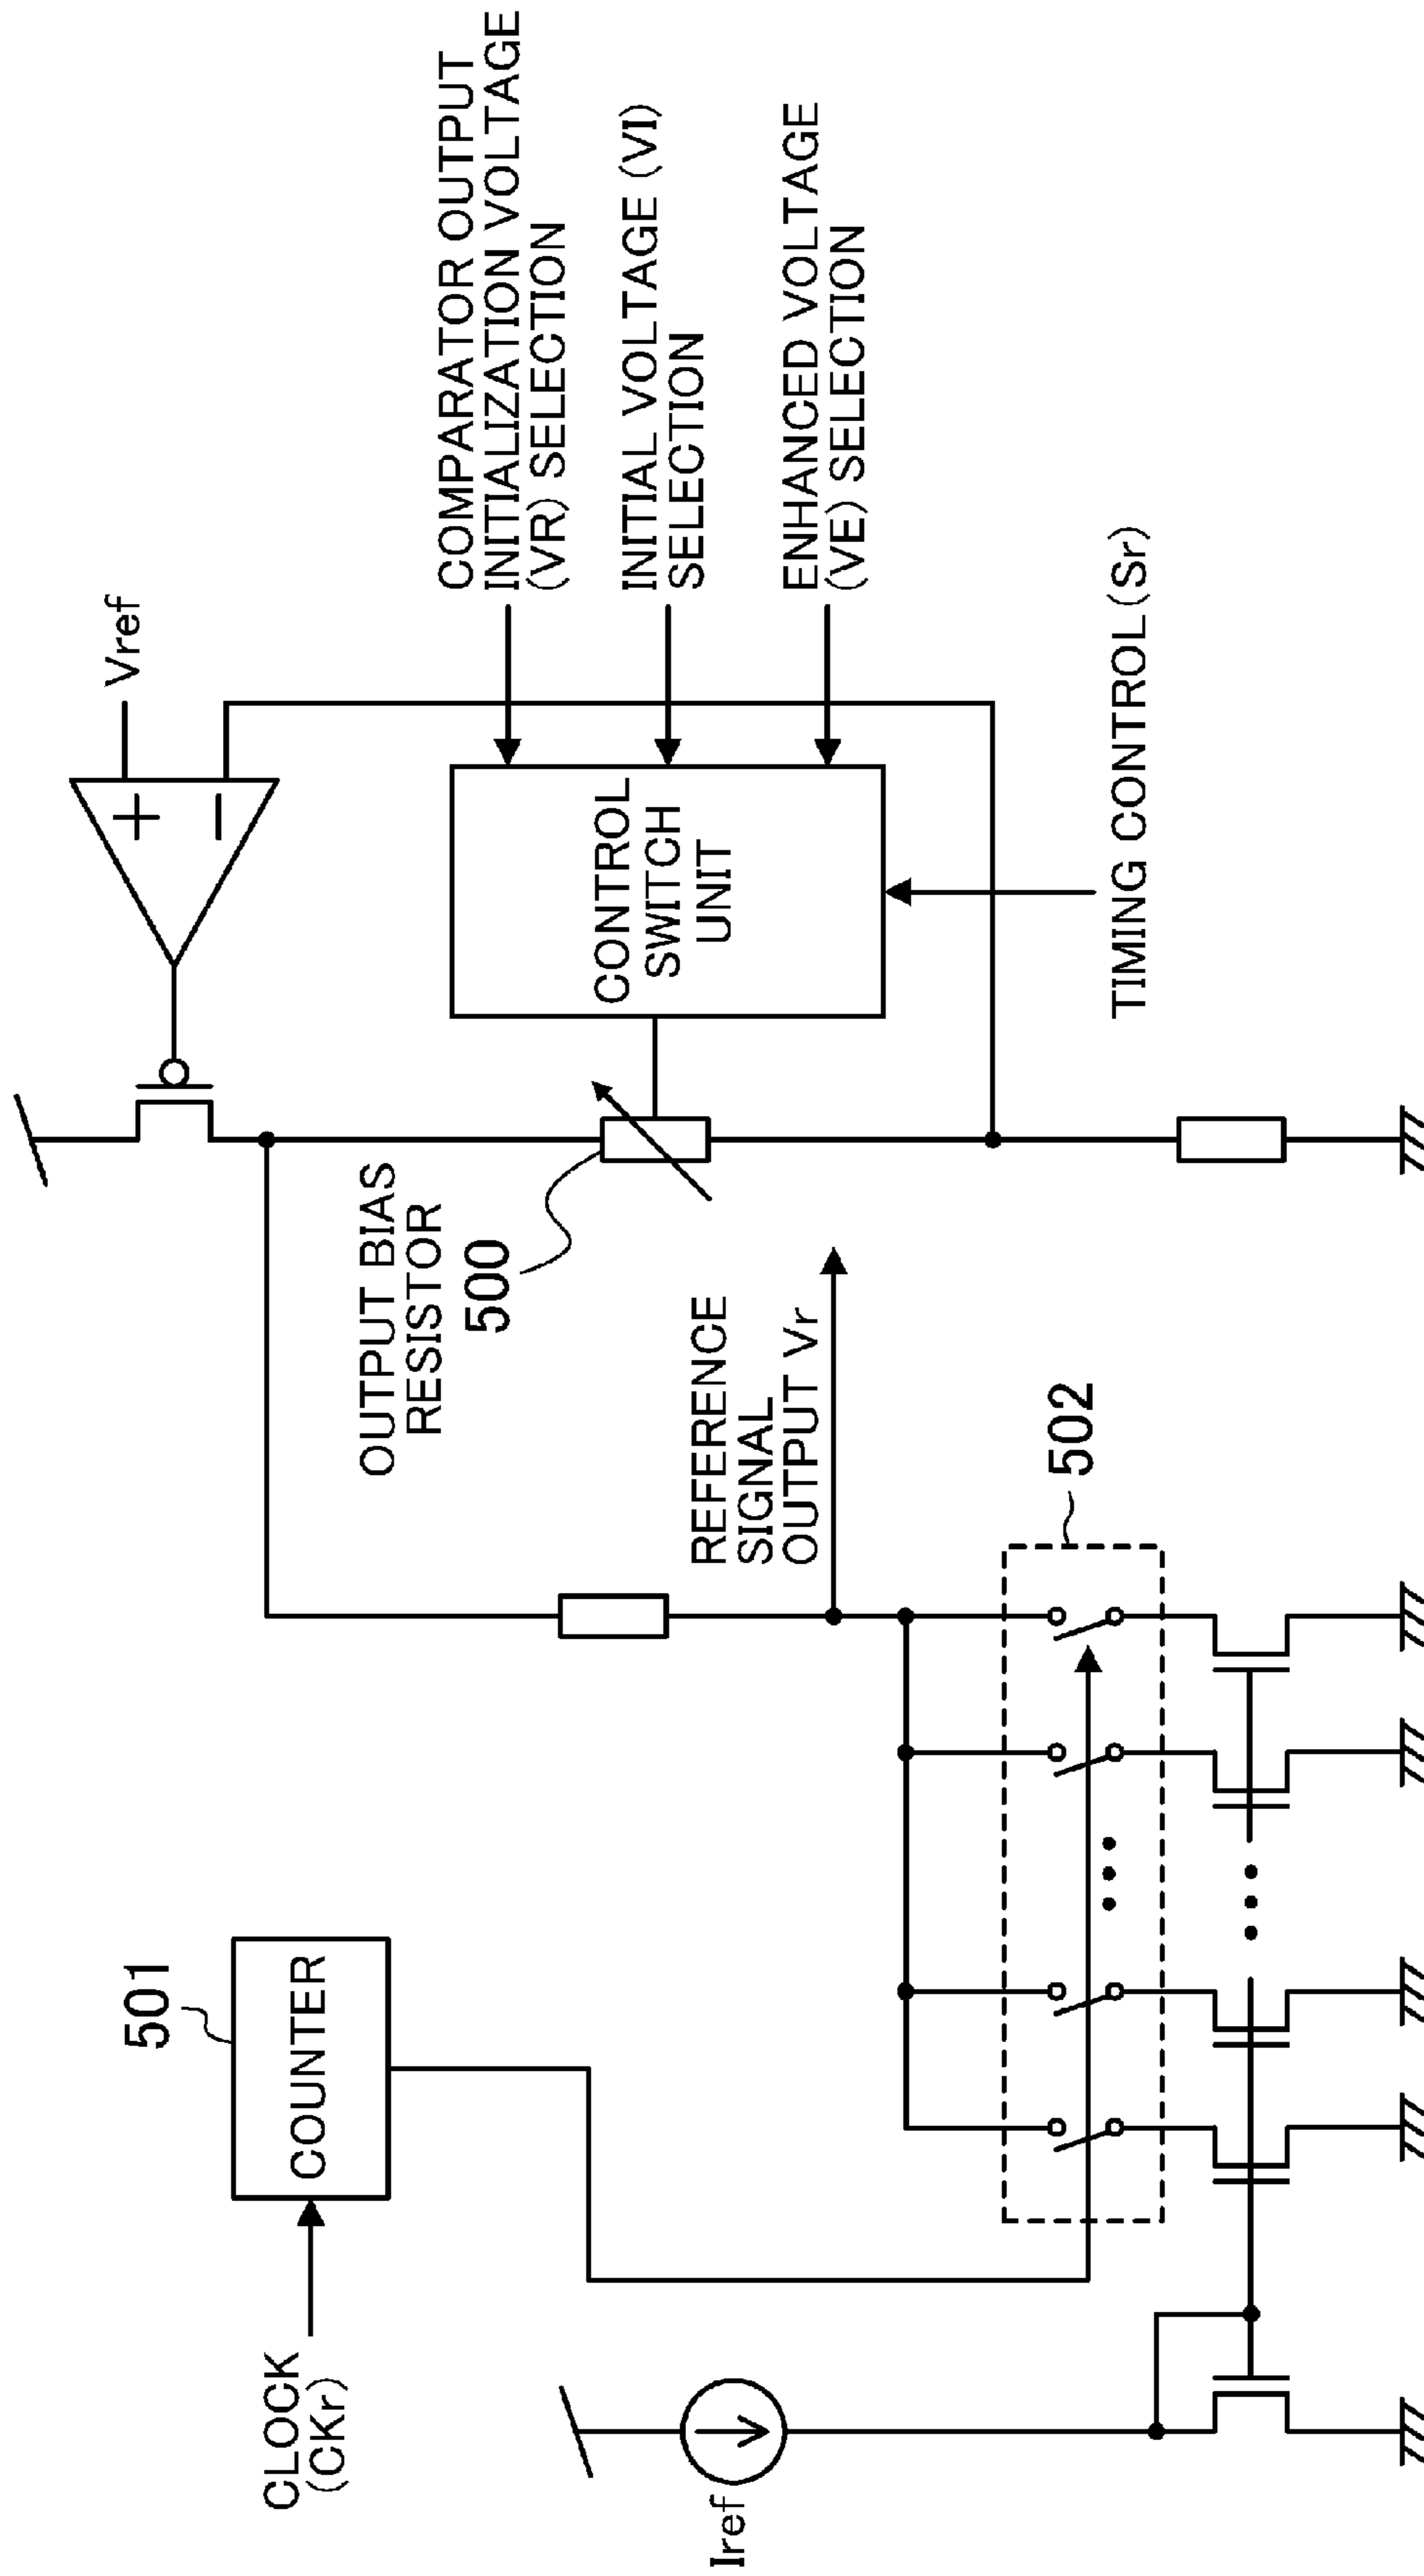 CLOCK
(CKr)
501
COUNTER
Iref
OUTPUT BIAS
RESISTOR
500
REFERENCE
SIGNAL
OUTPUT Vr
502
Vref
+
−
CONTROL
SWITCH
UNIT
COMPARATOR OUTPUT
INITIALIZATION VOLTAGE
(VR) SELECTION
INITIAL VOLTAGE (VI)
SELECTION
ENHANCED VOLTAGE
(VE) SELECTION
TIMING CONTROL(Sr)